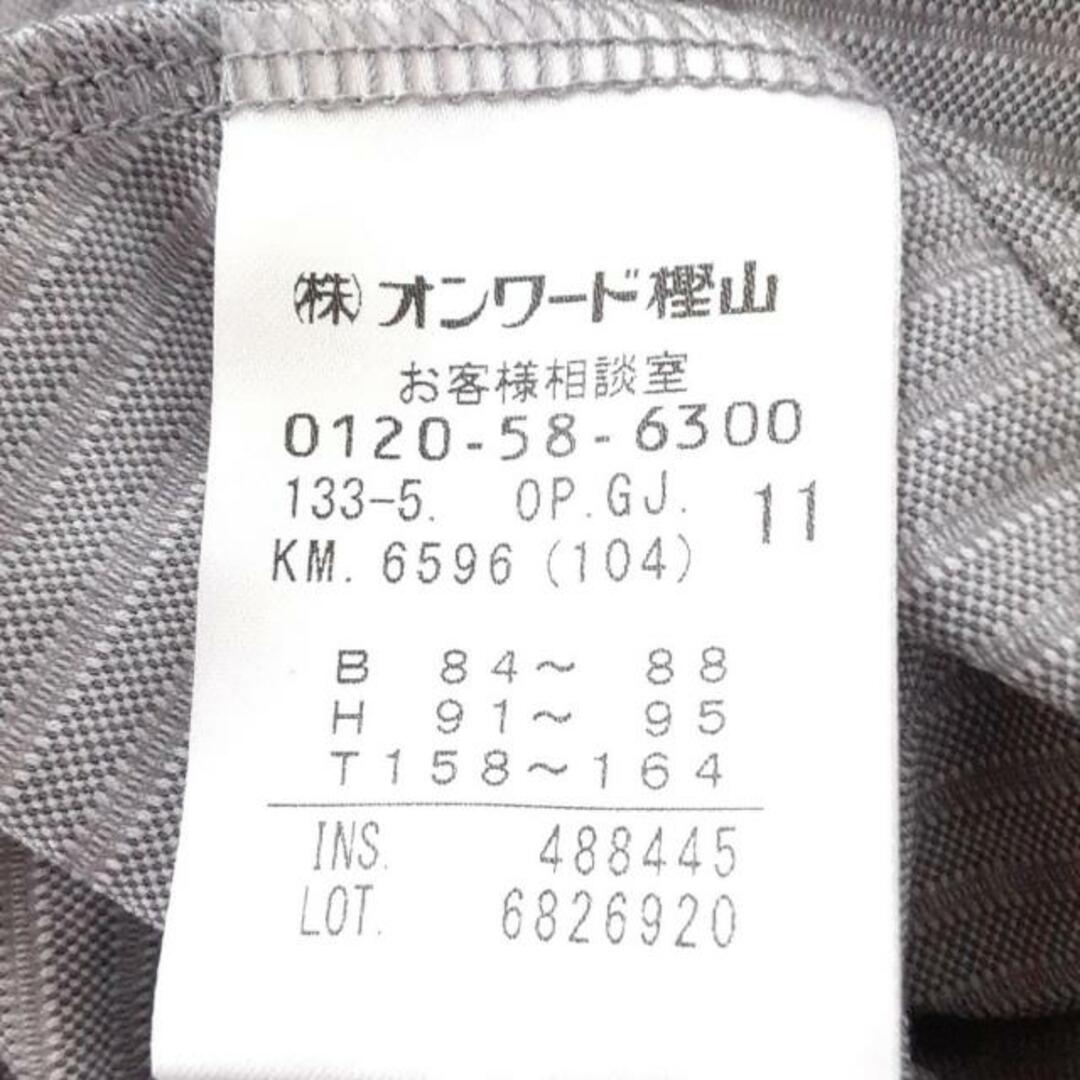 ㈱オンワード樫山
お客様相談室
0120-58-6300
133-5. OP.GJ. 11
KM. 6596 (104)
B 84～ 88
H 91～ 95
T158～164
INS. 488445
LOT. 6826920